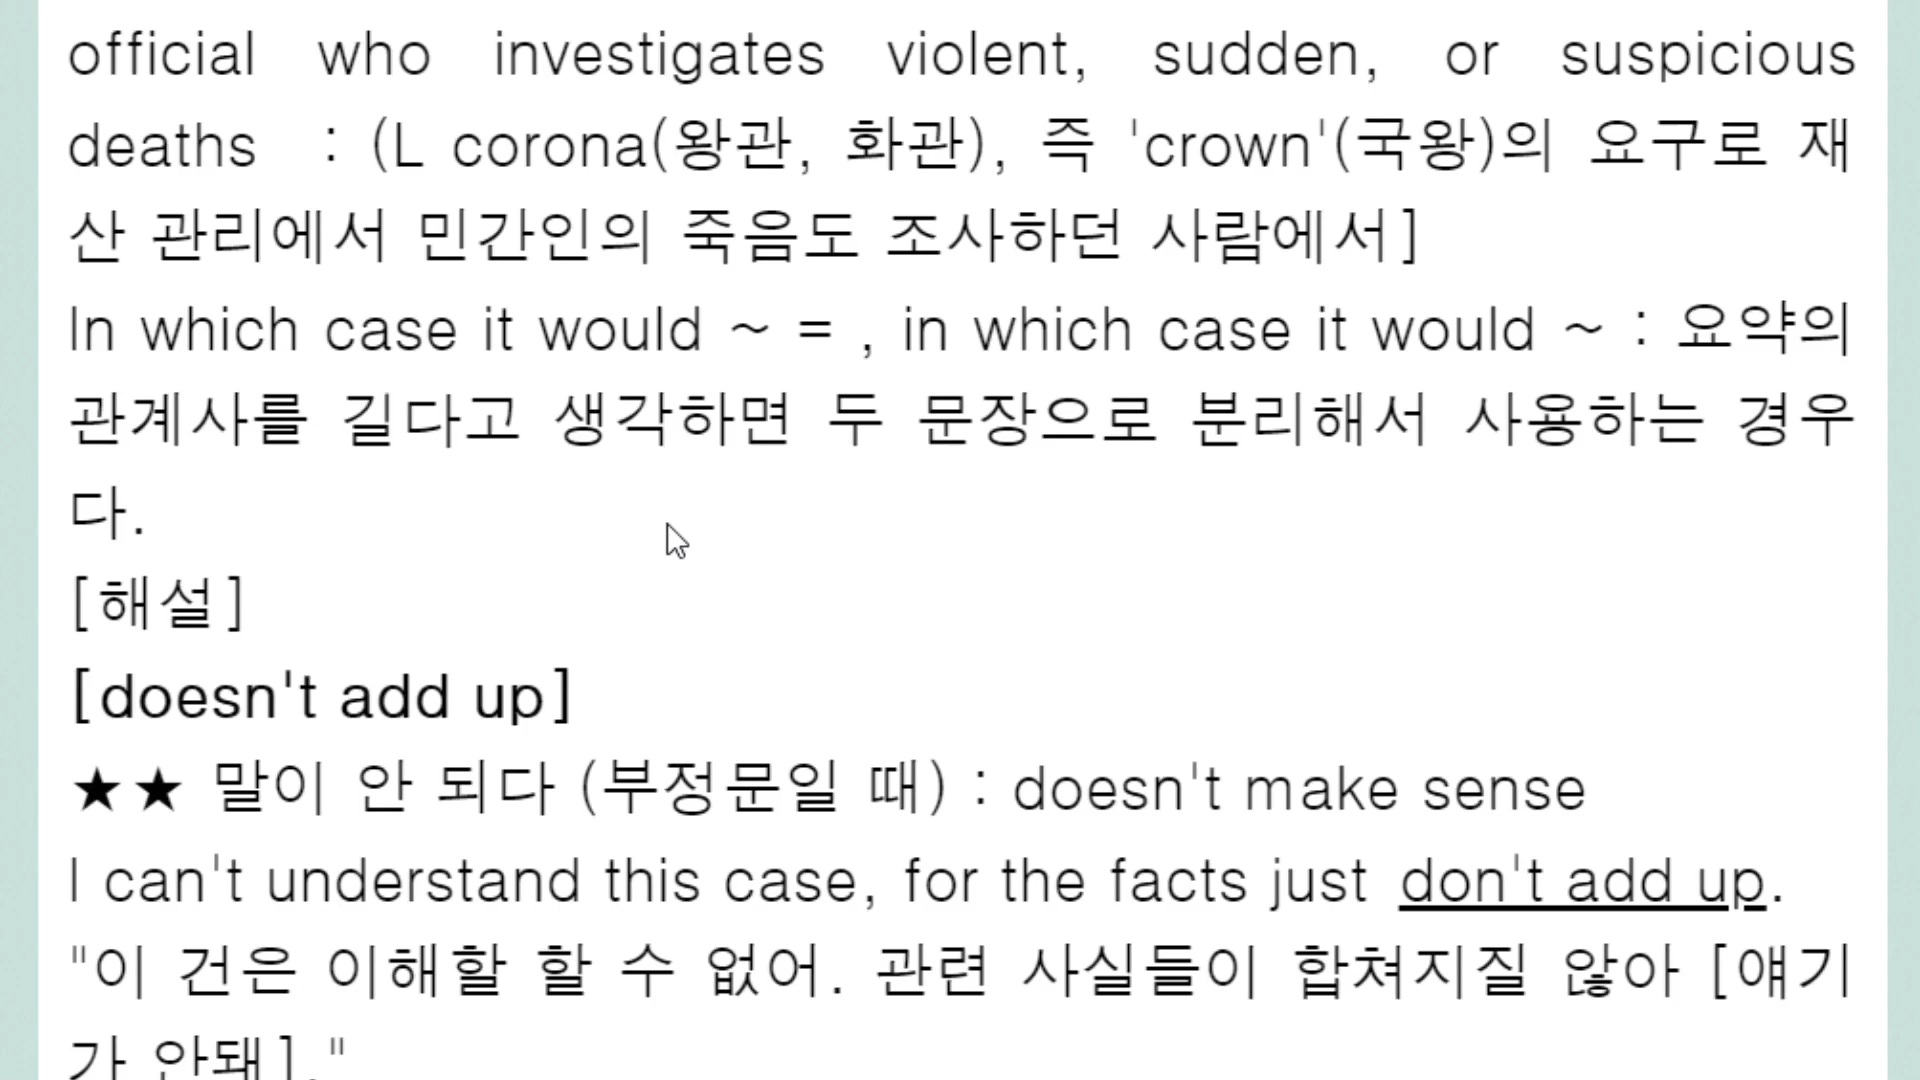 official who investigates violent, sudden, or suspicious
deaths : (L corona(왕관, 화관), 즉 'crown'(국왕)의 요구로 재
산 관리에서 민간인의 죽음도 조사하던 사람에서]
In which case it would ~ = , in which case it would ~ : 요약의
관계사를 길다고 생각하면 두 문장으로 분리해서 사용하는 경우
다.
[해설]
[doesn't add up]
★★ 말이 안 되다 (부정문일 때) : doesn't make sense
I can't understand this case, for the facts just don't add up.
"이 건은 이해할 할 수 없어. 관련 사실들이 합쳐지질 않아 [얘기
가 안돼]."